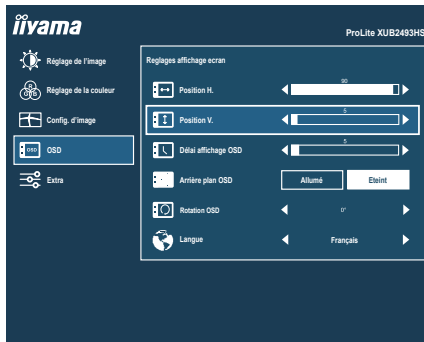 iiyama
ProLite XUB2493HS
Réglage de l'image
Réglage de la couleur
Config. d'image
OSD
OSD
Extra
Reglages affichage ecran
Position H.
90
Position V.
5
Délai affichage OSD
5
Arrière plan OSD
Allumé
Eteint
Rotation OSD
0°
Langue
Français